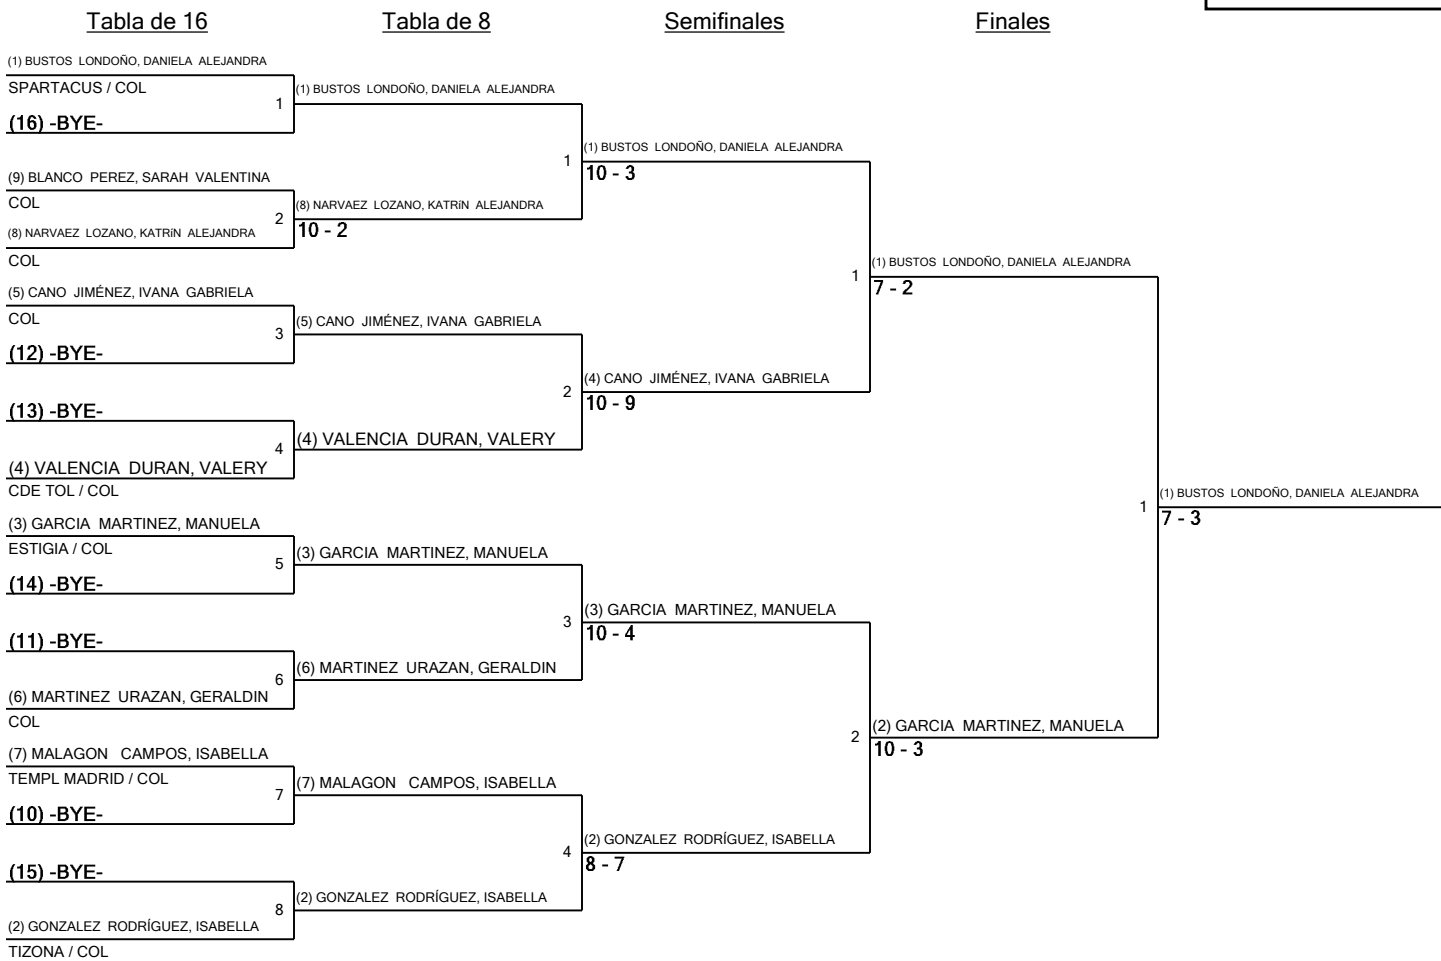 Tabla de 16
Tabla de 8
Semifinales
Finales
(1) BUSTOS LONDOÑO, DANIELA ALEJANDRA
SPARTACUS / COL
1
(16) -BYE-
(9) BLANCO PEREZ, SARAH VALENTINA
COL
2
(8) NARVAEZ LOZANO, KATRiN ALEJANDRA
COL
(5) CANO JIMÉNEZ, IVANA GABRIELA
COL
3
(12) -BYE-
(13) -BYE-
4
(4) VALENCIA DURAN, VALERY
CDE TOL / COL
(3) GARCIA MARTINEZ, MANUELA
ESTIGIA / COL
5
(14) -BYE-
(11) -BYE-
6
(6) MARTINEZ URAZAN, GERALDIN
COL
(7) MALAGON CAMPOS, ISABELLA
TEMPL MADRID / COL
7
(10) -BYE-
(15) -BYE-
8
(2) GONZALEZ RODRÍGUEZ, ISABELLA
TIZONA / COL
(1) BUSTOS LONDOÑO, DANIELA ALEJANDRA
1
(8) NARVAEZ LOZANO, KATRiN ALEJANDRA
10 - 2
(5) CANO JIMÉNEZ, IVANA GABRIELA
2
(4) VALENCIA DURAN, VALERY
(3) GARCIA MARTINEZ, MANUELA
3
(6) MARTINEZ URAZAN, GERALDIN
(7) MALAGON CAMPOS, ISABELLA
4
(2) GONZALEZ RODRÍGUEZ, ISABELLA
(1) BUSTOS LONDOÑO, DANIELA ALEJANDRA
10 - 3
1
(4) CANO JIMÉNEZ, IVANA GABRIELA
10 - 9
(3) GARCIA MARTINEZ, MANUELA
10 - 4
2
(2) GONZALEZ RODRÍGUEZ, ISABELLA
8 - 7
(1) BUSTOS LONDOÑO, DANIELA ALEJANDRA
7 - 2
1
(2) GARCIA MARTINEZ, MANUELA
10 - 3
(1) BUSTOS LONDOÑO, DANIELA ALEJANDRA
7 - 3